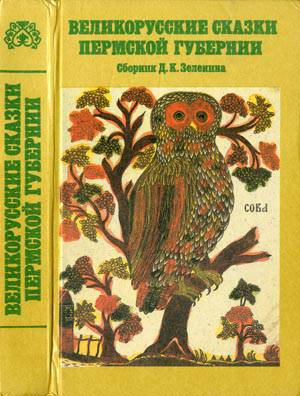 ВЕЛИКОРУССКИЕ СКАЗКИ
ПЕРМСКОЙ ГУБЕРНИИ
Сборник Д. К. Зеленина
СОВА
ВЕЛИКОРУССКИЕ СКАЗКИ
ПЕРМСКОЙ ГУБЕРНИИ